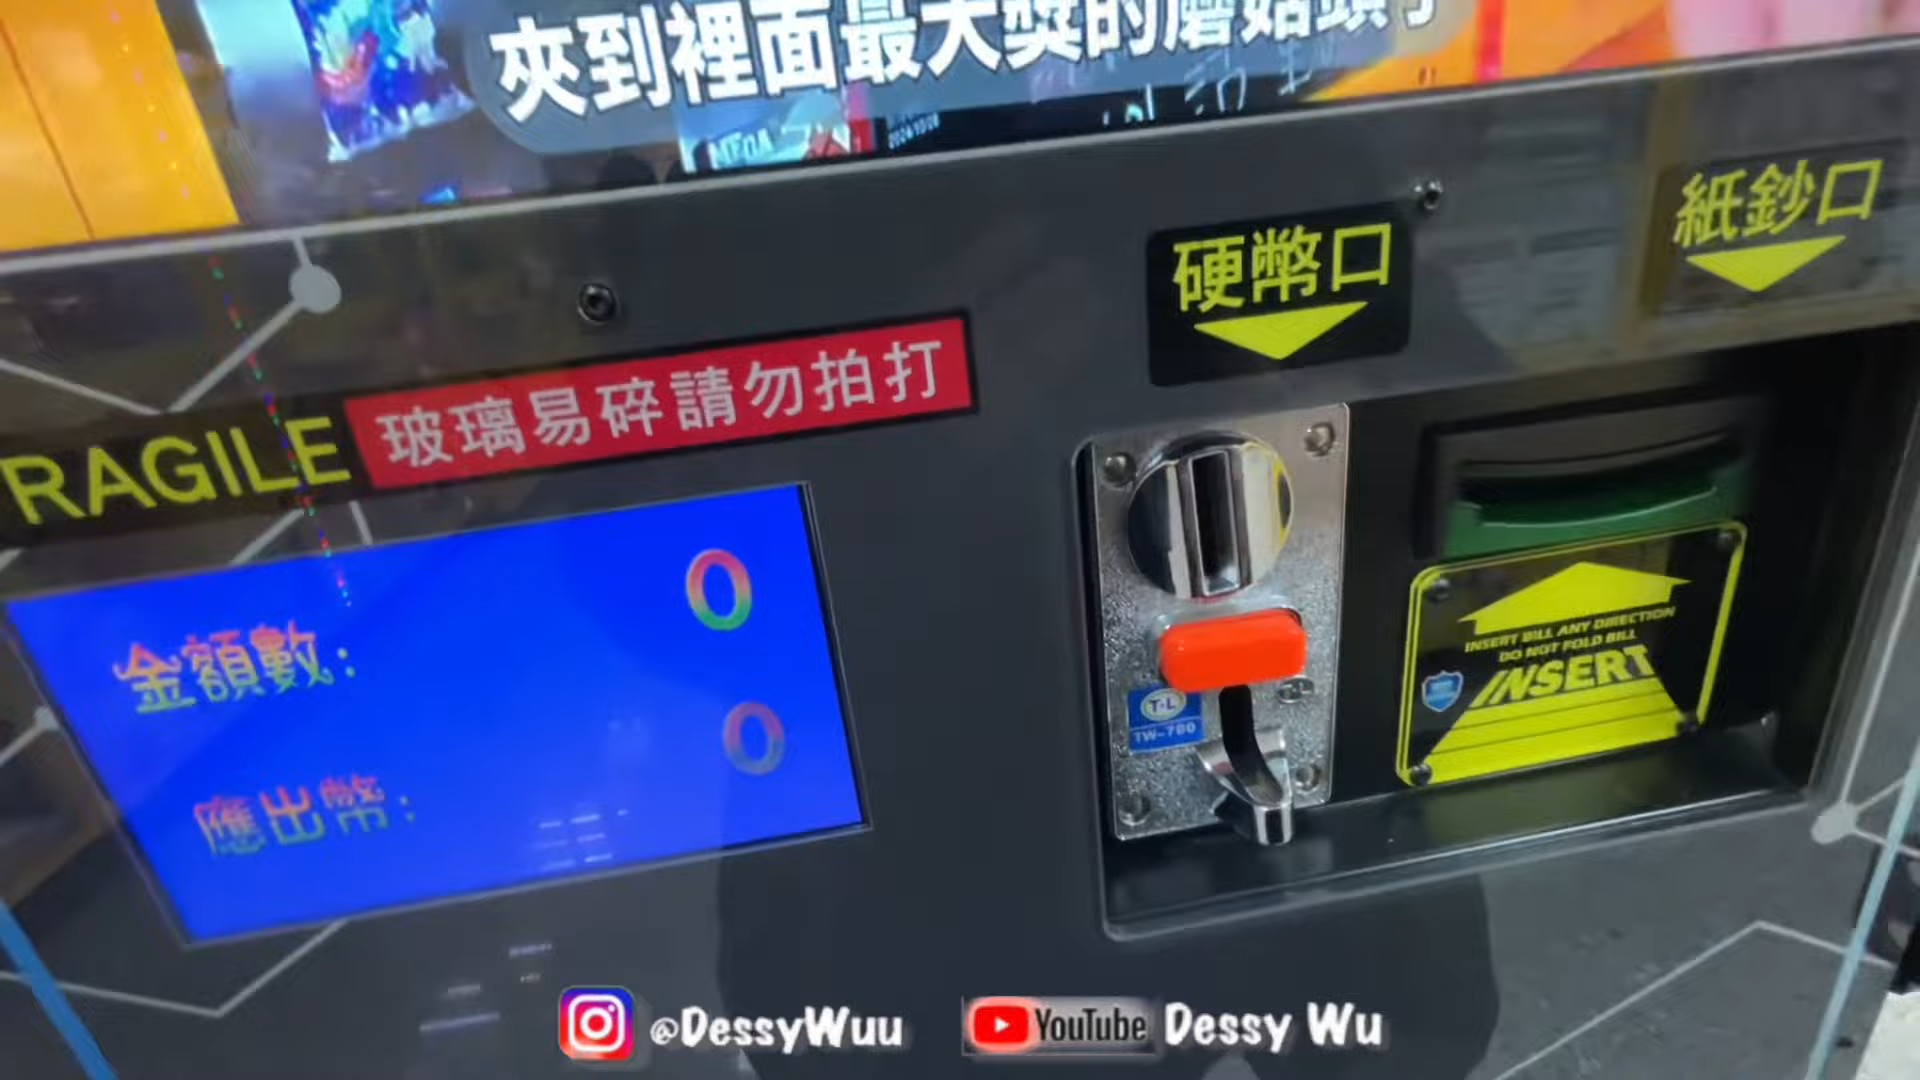 夾到裡面最大獎的磨菇頭
MEGA
硬幣口
紙鈔口
RAGILE
玻璃易碎請勿拍打
金額數:
0
應出幣:
0
T·L
TW-700
T·L
INSERT BILL ANY DIRECTION
DO NOT FOLD BILL
INSERT
@DessyWuu
YouTube Dessy Wu